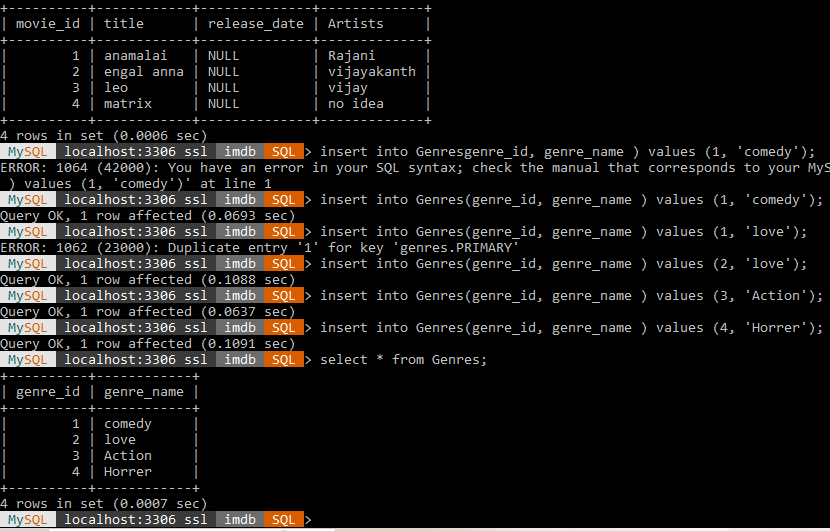 +----------+------------+--------------+-------------+
| movie_id | title      | release_date | Artists     |
+----------+------------+--------------+-------------+
|        1 | anamalai   | NULL         | Rajani      |
|        2 | engal anna | NULL         | vijayakanth |
|        3 | leo        | NULL         | vijay       |
|        4 | matrix     | NULL         | no idea     |
+----------+------------+--------------+-------------+
4 rows in set (0.0006 sec)
MySQL localhost:3306 ssl imdb SQL > insert into Genresgenre_id, genre_name ) values (1, 'comedy');
ERROR: 1064 (42000): You have an error in your SQL syntax; check the manual that corresponds to your MyS
) values (1, 'comedy')' at line 1
MySQL localhost:3306 ssl imdb SQL > insert into Genres(genre_id, genre_name ) values (1, 'comedy');
Query OK, 1 row affected (0.0693 sec)
MySQL localhost:3306 ssl imdb SQL > insert into Genres(genre_id, genre_name ) values (1, 'love');
ERROR: 1062 (23000): Duplicate entry '1' for key 'genres.PRIMARY'
MySQL localhost:3306 ssl imdb SQL > insert into Genres(genre_id, genre_name ) values (2, 'love');
Query OK, 1 row affected (0.1088 sec)
MySQL localhost:3306 ssl imdb SQL > insert into Genres(genre_id, genre_name ) values (3, 'Action');
Query OK, 1 row affected (0.0637 sec)
MySQL localhost:3306 ssl imdb SQL > insert into Genres(genre_id, genre_name ) values (4, 'Horrer');
Query OK, 1 row affected (0.1091 sec)
MySQL localhost:3306 ssl imdb SQL > select * from Genres;
+----------+------------+
| genre_id | genre_name |
+----------+------------+
|        1 | comedy     |
|        2 | love       |
|        3 | Action     |
|        4 | Horrer     |
+----------+------------+
4 rows in set (0.0007 sec)
MySQL localhost:3306 ssl imdb SQL >